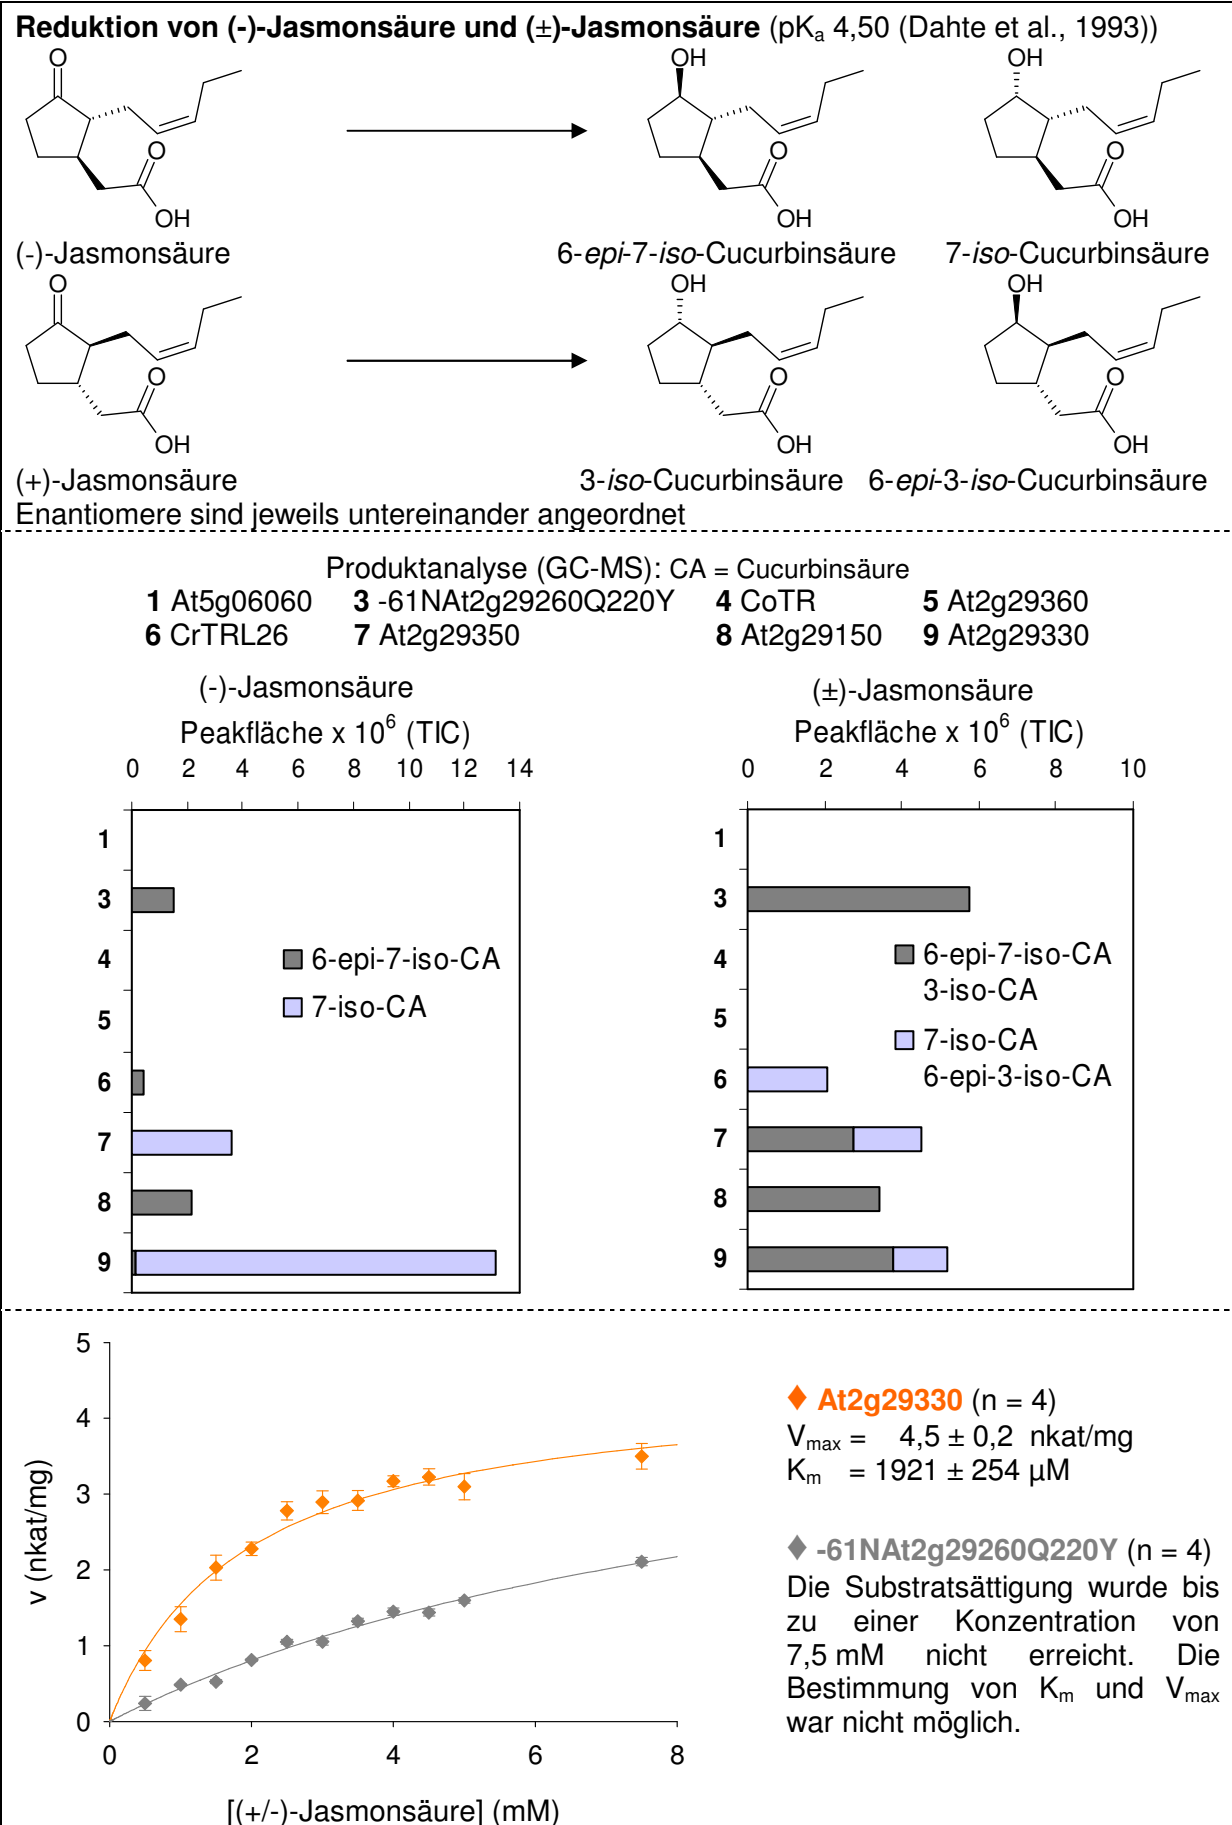 Reduktion von (-)-Jasmonsäure und (±)-Jasmonsäure (pKa 4,50 (Dahte et al., 1993))
O
O
OH
OH
O
OH
OH
O
OH
(-)-Jasmonsäure
6-epi-7-iso-Cucurbinsäure
7-iso-Cucurbinsäure
O
O
OH
OH
O
OH
OH
O
OH
(+)-Jasmonsäure
3-iso-Cucurbinsäure
6-epi-3-iso-Cucurbinsäure
Enantiomere sind jeweils untereinander angeordnet
Produktanalyse (GC-MS): CA = Cucurbinsäure
1 At5g06060 3 -61NAt2g29260Q220Y 4 CoTR 5 At2g29360
6 CrTRL26 7 At2g29350 8 At2g29150 9 At2g29330
(-)-Jasmonsäure
Peakfläche x 10^6 (TIC)
0 2 4 6 8 10 12 14
1
3
4
5
6
7
8
9
6-epi-7-iso-CA
7-iso-CA
(±)-Jasmonsäure
Peakfläche x 10^6 (TIC)
0 2 4 6 8 10
1
3
4
5
6
7
8
9
6-epi-7-iso-CA
3-iso-CA
7-iso-CA
6-epi-3-iso-CA
5
4
3
2
1
0
v (nkat/mg)
0 2 4 6 8
[(+/-)-Jasmonsäure] (mM)
At2g29330 (n = 4)
Vmax = 4,5 ± 0,2 nkat/mg
Km = 1921 ± 254 µM
-61NAt2g29260Q220Y (n = 4)
Die Substratsättigung wurde bis
zu einer Konzentration von
7,5 mM nicht erreicht. Die
Bestimmung von Km und Vmax
war nicht möglich.